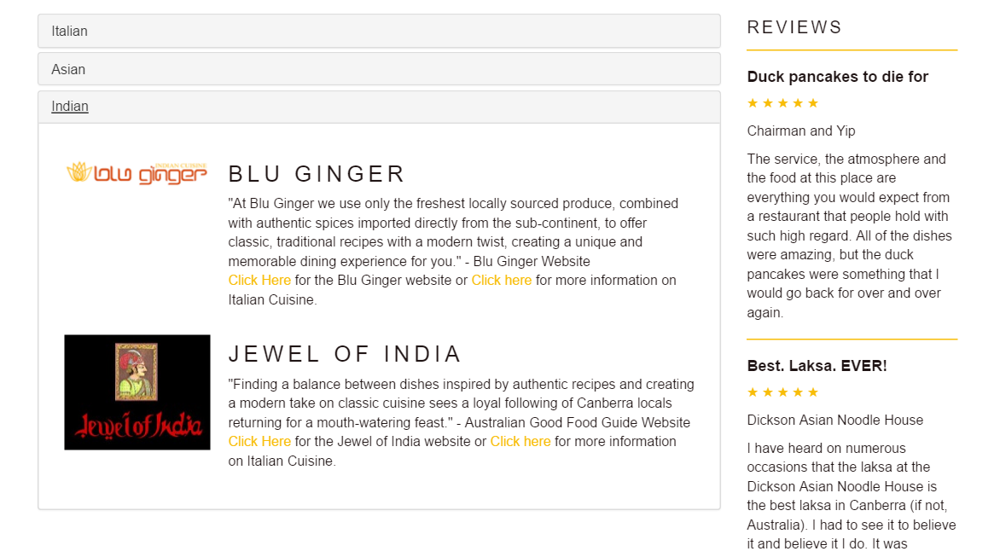 Italian
Asian
Indian
INDIAN CUISINE
blu ginger
BLU GINGER
"At Blu Ginger we use only the freshest locally sourced produce, combined
with authentic spices imported directly from the sub-continent, to offer
classic, traditional recipes with a modern twist, creating a unique and
memorable dining experience for you." - Blu Ginger Website
Click Here for the Blu Ginger website or Click here for more information on
Italian Cuisine.
Jewel of India
JEWEL OF INDIA
"Finding a balance between dishes inspired by authentic recipes and creating
a modern take on classic cuisine sees a loyal following of Canberra locals
returning for a mouth-watering feast." - Australian Good Food Guide Website
Click Here for the Jewel of India website or Click here for more information
on Italian Cuisine.
REVIEWS
Duck pancakes to die for
★ ★ ★ ★ ★
Chairman and Yip
The service, the atmosphere and
the food at this place are
everything you would expect from
a restaurant that people hold with
such high regard. All of the dishes
were amazing, but the duck
pancakes were something that I
would go back for over and over
again.
Best. Laksa. EVER!
★ ★ ★ ★ ★
Dickson Asian Noodle House
I have heard on numerous
occasions that the laksa at the
Dickson Asian Noodle House is
the best laksa in Canberra (if not,
Australia). I had to see it to believe
it and believe it I do. It was